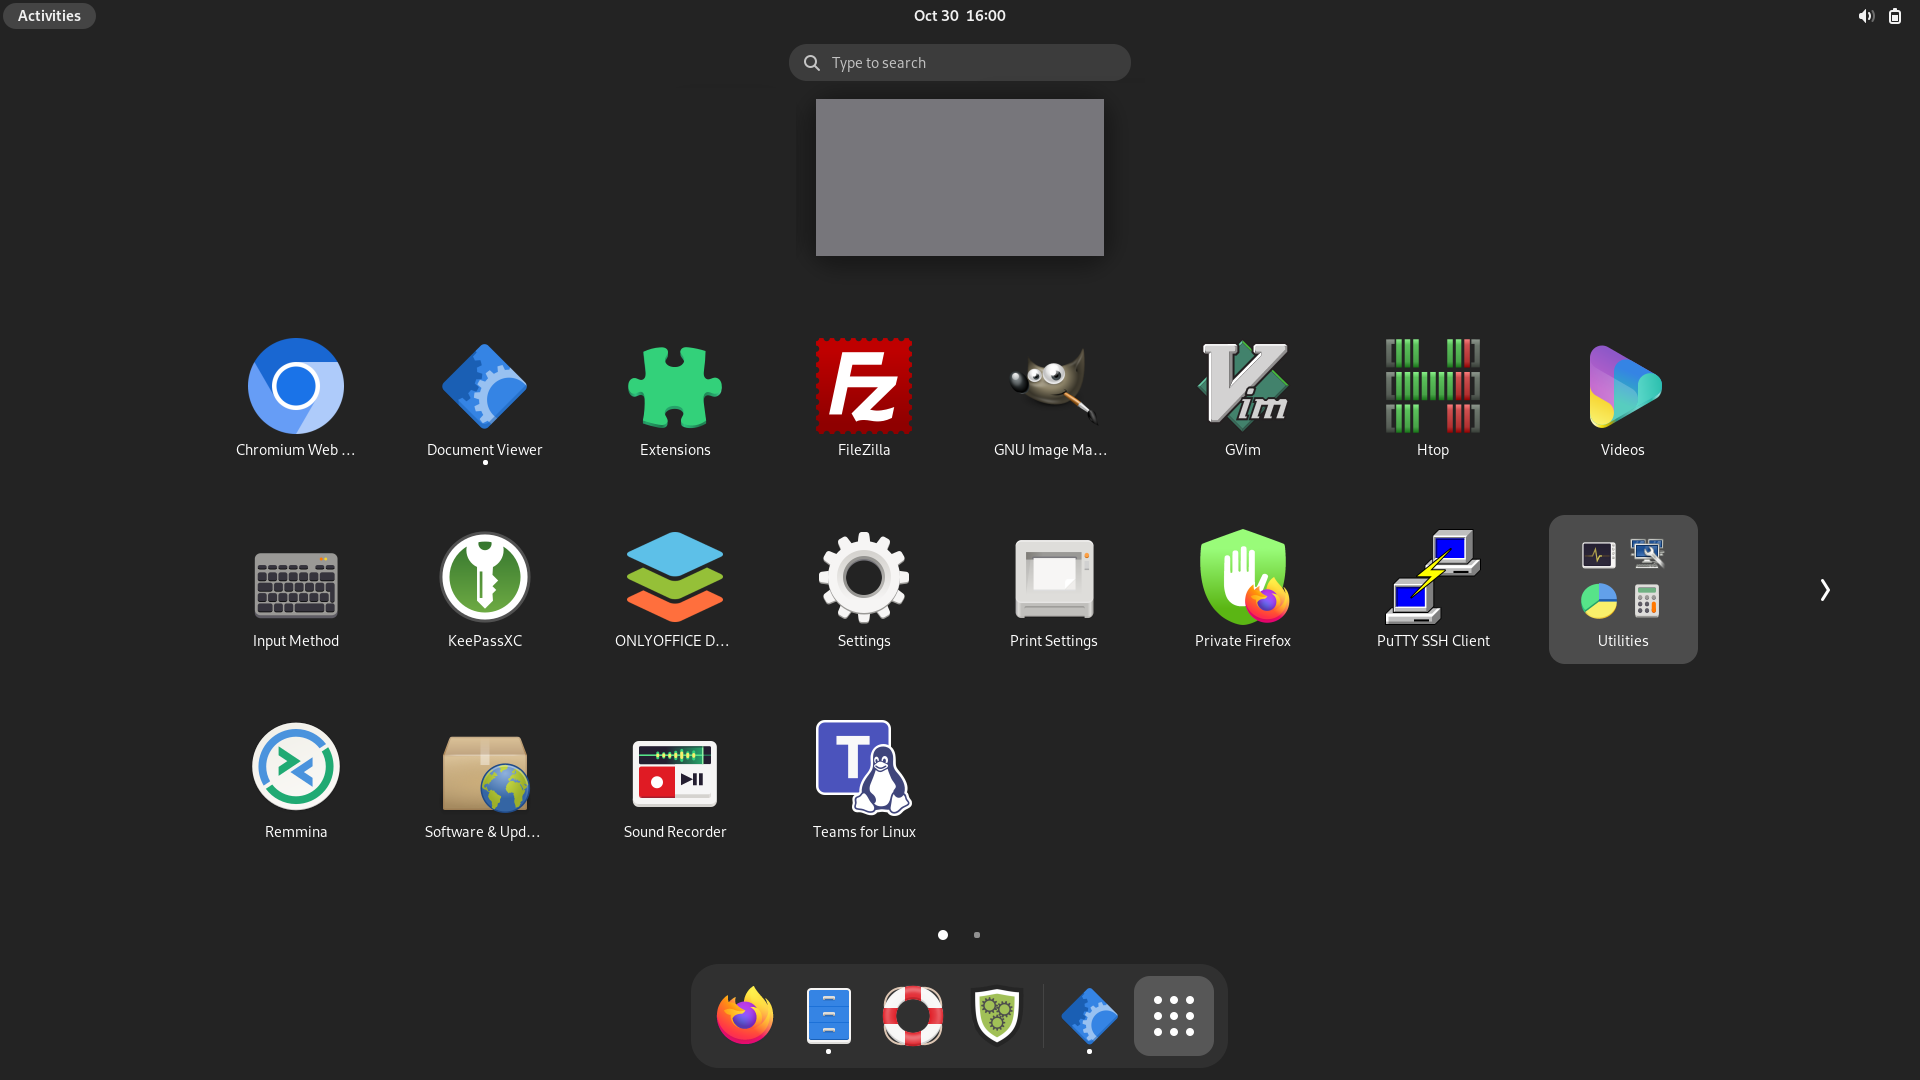 Activities
Oct 30 16:00
Type to search
Chromium Web ...
Document Viewer
Extensions
FileZilla
GNU Image Ma...
GVim
Htop
Videos
Input Method
KeePassXC
ONLYOFFICE D...
Settings
Print Settings
Private Firefox
PuTTY SSH Client
Utilities
Remmina
Software & Upd...
Sound Recorder
Teams for Linux